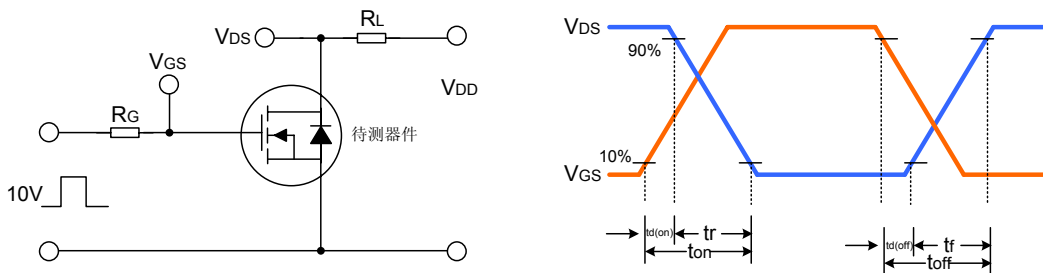 VDS
RL
VGS
RG
VDD
待测器件
10V
VDS
90%
10%
VGS
td(on)
tr
ton
td(off)
tf
toff